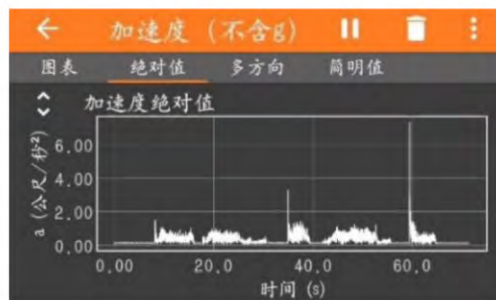 加速度 (不含g)
图表 绝对值 多方向 简明值
加速度绝对值
a (公尺/秒²)
6.00
4.00
2.00
0.00
0.00 20.0 40.0 60.0
时间 (s)